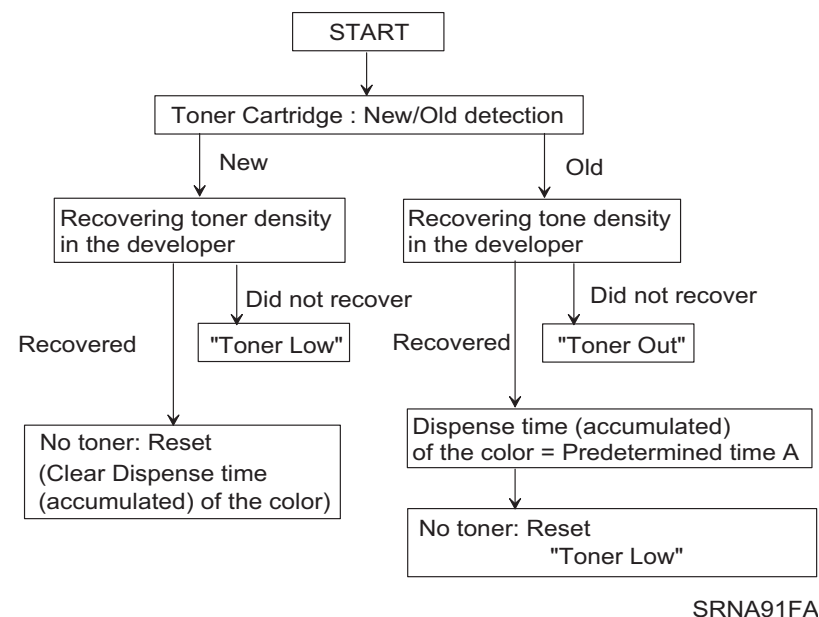 START
Toner Cartridge : New/Old detection
New
Old
Recovering toner density
in the developer
Recovering tone density
in the developer
Did not recover
Did not recover
Recovered
"Toner Low"
Recovered
"Toner Out"
No toner: Reset
(Clear Dispense time
(accumulated) of the color)
Dispense time (accumulated)
of the color = Predetermined time A
No toner: Reset
"Toner Low"
SRNA91FA